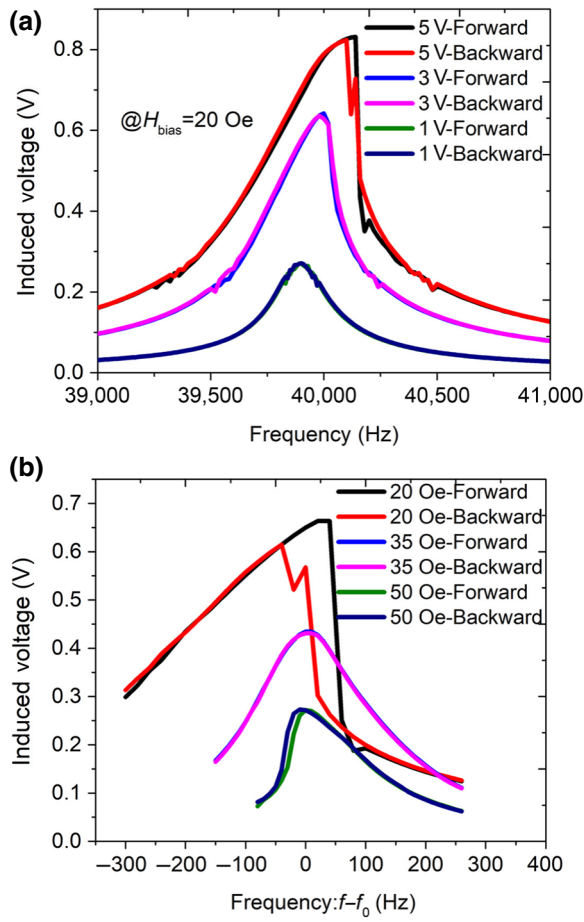 (a)
0.8
0.6
0.4
0.2
0.0
Induced voltage (V)
@H_bias=20 Oe
5 V-Forward
5 V-Backward
3 V-Forward
3 V-Backward
1 V-Forward
1 V-Backward
39,000 39,500 40,000 40,500 41,000
Frequency (Hz)
(b)
0.7
0.6
0.5
0.4
0.3
0.2
0.1
0.0
Induced voltage (V)
20 Oe-Forward
20 Oe-Backward
35 Oe-Forward
35 Oe-Backward
50 Oe-Forward
50 Oe-Backward
–300 –200 –100 0 100 200 300 400
Frequency:f–f₀ (Hz)